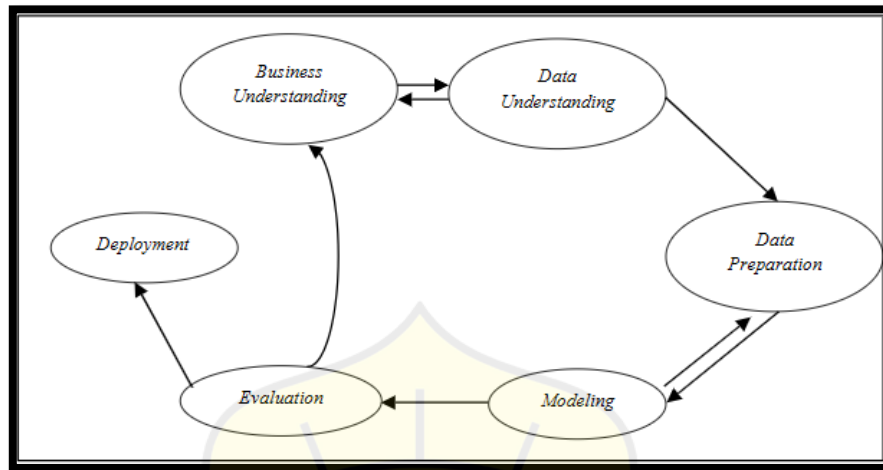 Business
Understanding
Data
Understanding
Deployment
Data
Preparation
Evaluation
Modeling